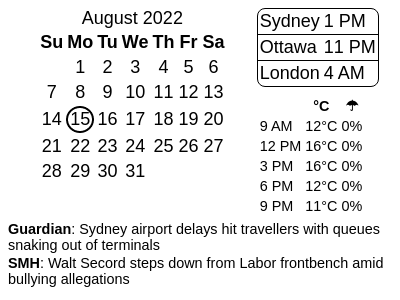 August 2022
Su Mo Tu We Th Fr Sa
1 2 3 4 5 6
7 8 9 10 11 12 13
14 15 16 17 18 19 20
21 22 23 24 25 26 27
28 29 30 31
Sydney 1 PM
Ottawa 11 PM
London 4 AM
°C ☂
9 AM 12°C 0%
12 PM 16°C 0%
3 PM 16°C 0%
6 PM 12°C 0%
9 PM 11°C 0%
Guardian: Sydney airport delays hit travellers with queues
snaking out of terminals
SMH: Walt Secord steps down from Labor frontbench amid
bullying allegations